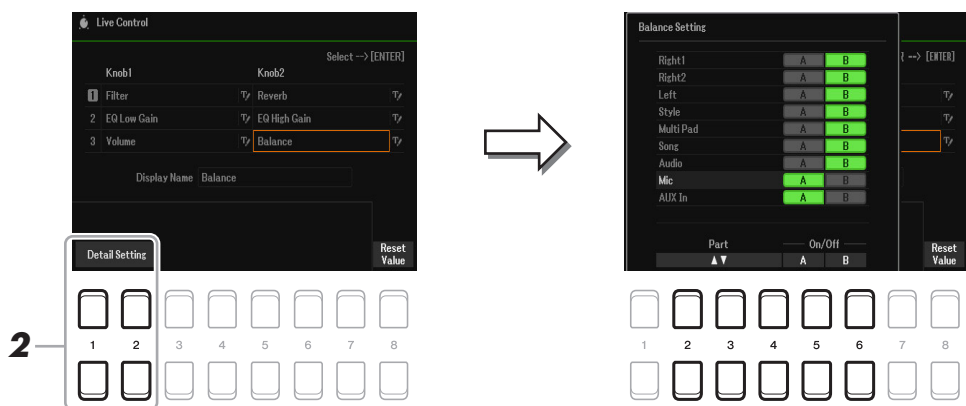 Live Control
Select --> [ENTER]
Knob1 Knob2
1 Filter Reverb
2 EQ Low Gain EQ High Gain
3 Volume Balance
Display Name Balance
Detail Setting
Reset Value
2
1 2 3 4 5 6 7 8
Balance Setting
--> [ENTER]
Right1 A B
Right2 A B
Left A B
Style A B
Multi Pad A B
Song A B
Audio A B
Mic A B
AUX In A B
Part On/Off
▲▼ A B
Reset Value
1 2 3 4 5 6 7 8